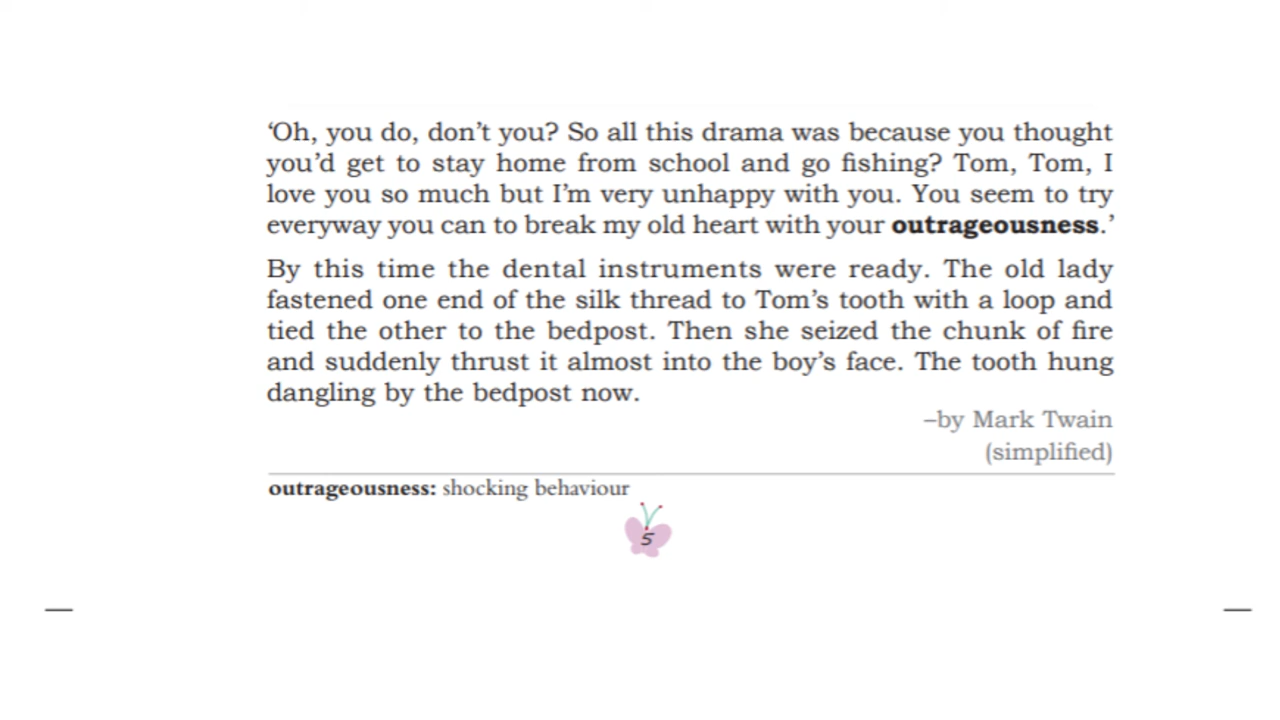 ‘Oh, you do, don’t you? So all this drama was because you thought
you’d get to stay home from school and go fishing? Tom, Tom, I
love you so much but I’m very unhappy with you. You seem to try
everyway you can to break my old heart with your outrageousness.’
By this time the dental instruments were ready. The old lady
fastened one end of the silk thread to Tom’s tooth with a loop and
tied the other to the bedpost. Then she seized the chunk of fire
and suddenly thrust it almost into the boy’s face. The tooth hung
dangling by the bedpost now.
–by Mark Twain
(simplified)
outrageousness: shocking behaviour
5